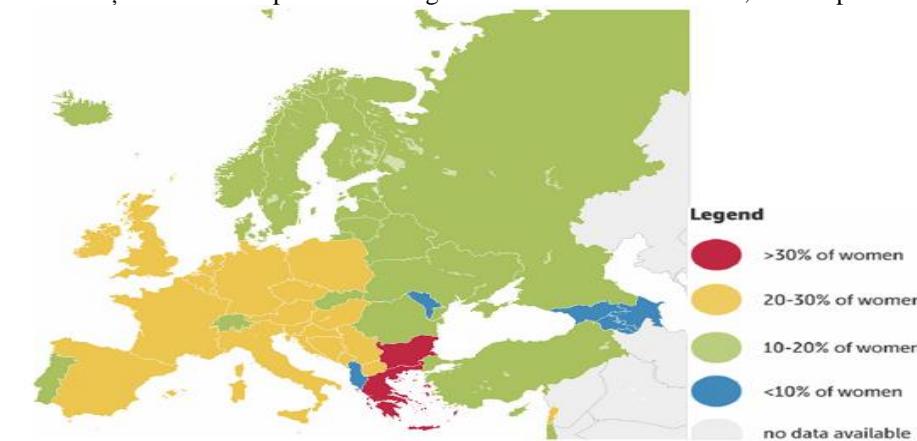 Legend
>30% of women
20-30% of women
10-20% of women
<10% of women
no data available